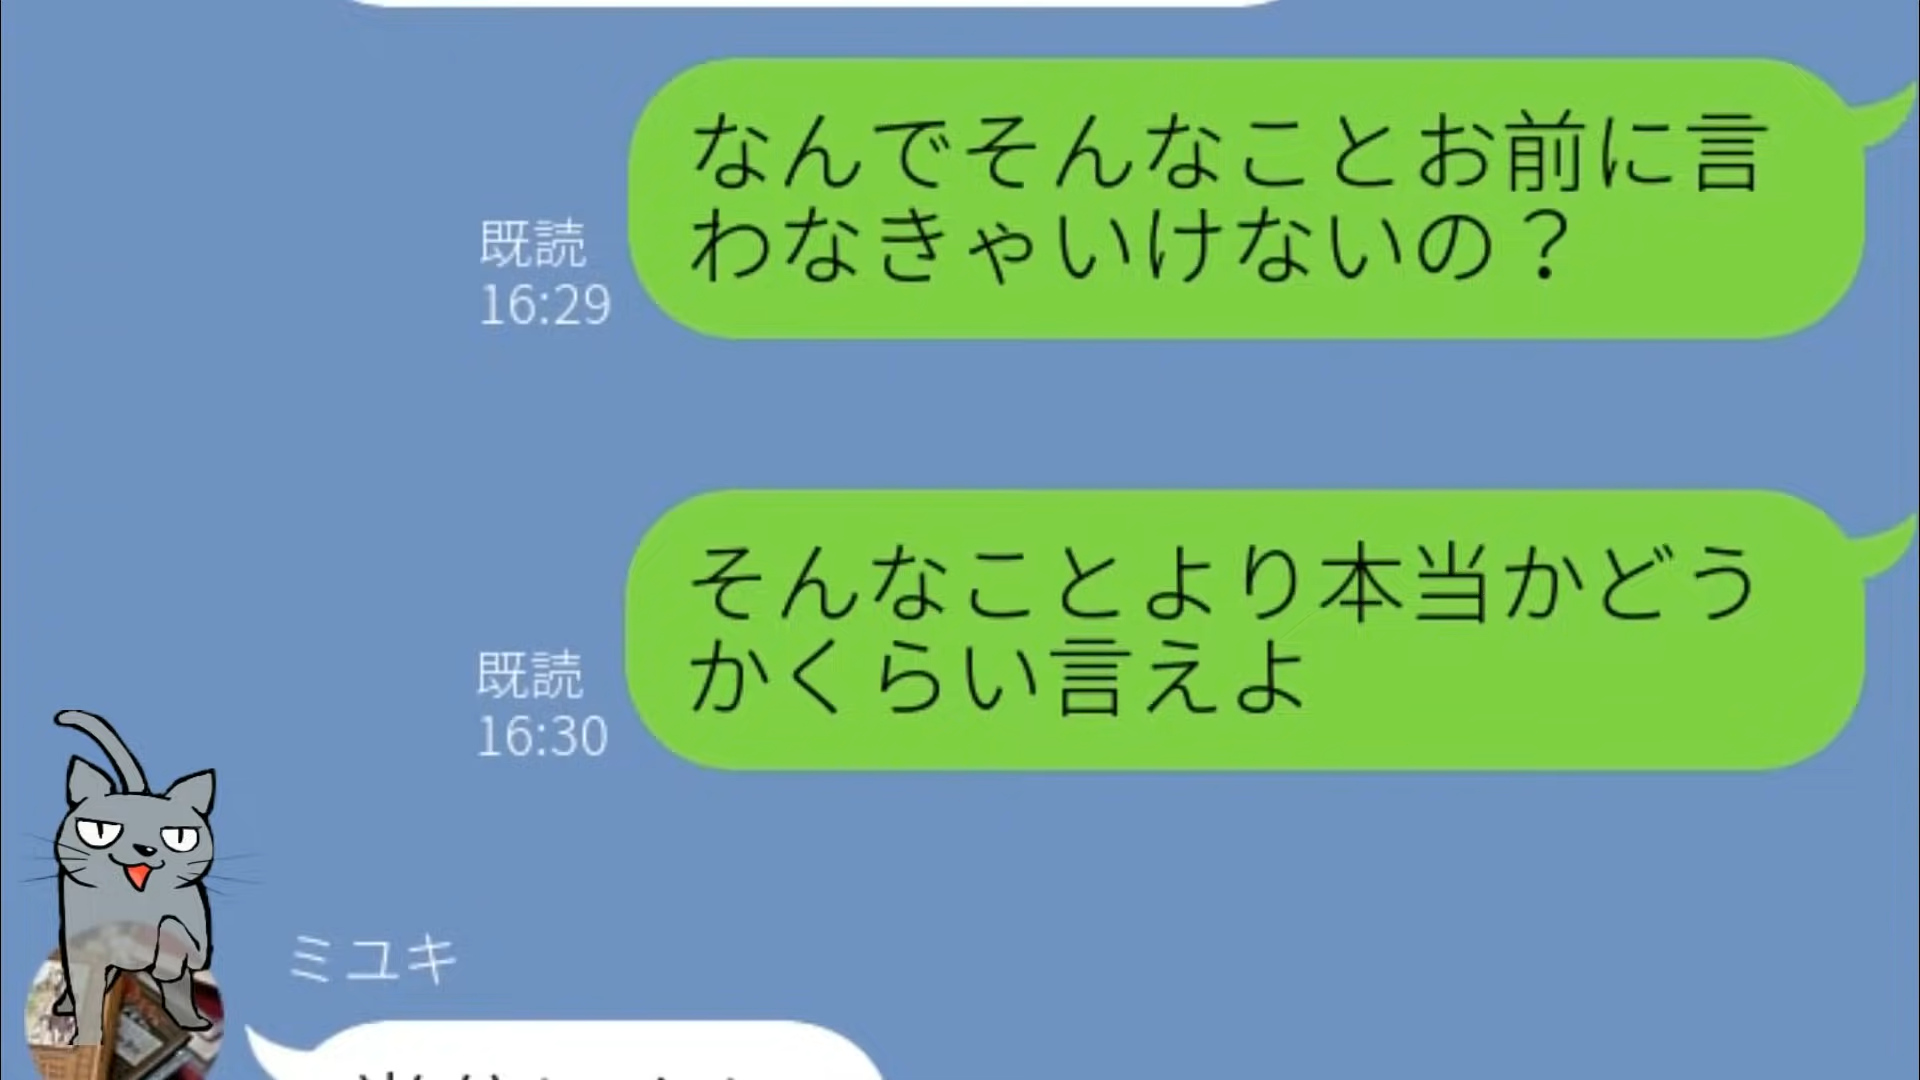 なんでそんなことお前に言
わなきゃいけないの？
既読
16:29
そんなことより本当かどう
かくらい言えよ
既読
16:30
ミユキ